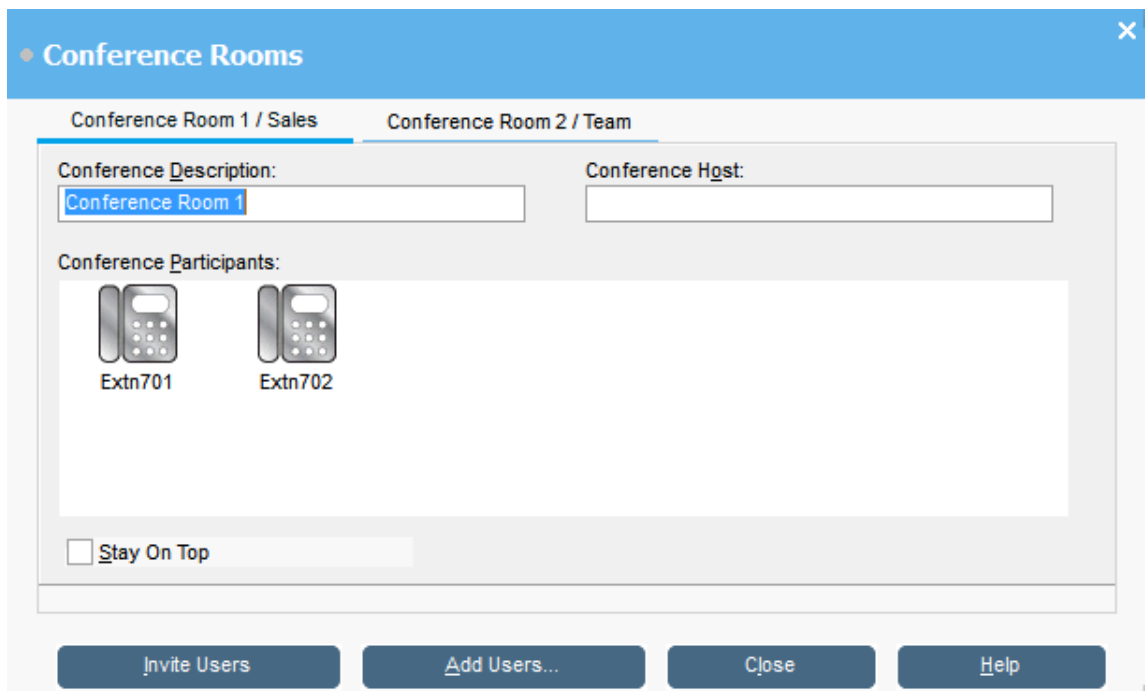 Conference Rooms
Conference Room 1 / Sales
Conference Room 2 / Team
Conference Description:
Conference Host:
Conference Room 1
Conference Participants:
Extn701
Extn702
Stay On Top
Invite Users
Add Users...
Close
Help